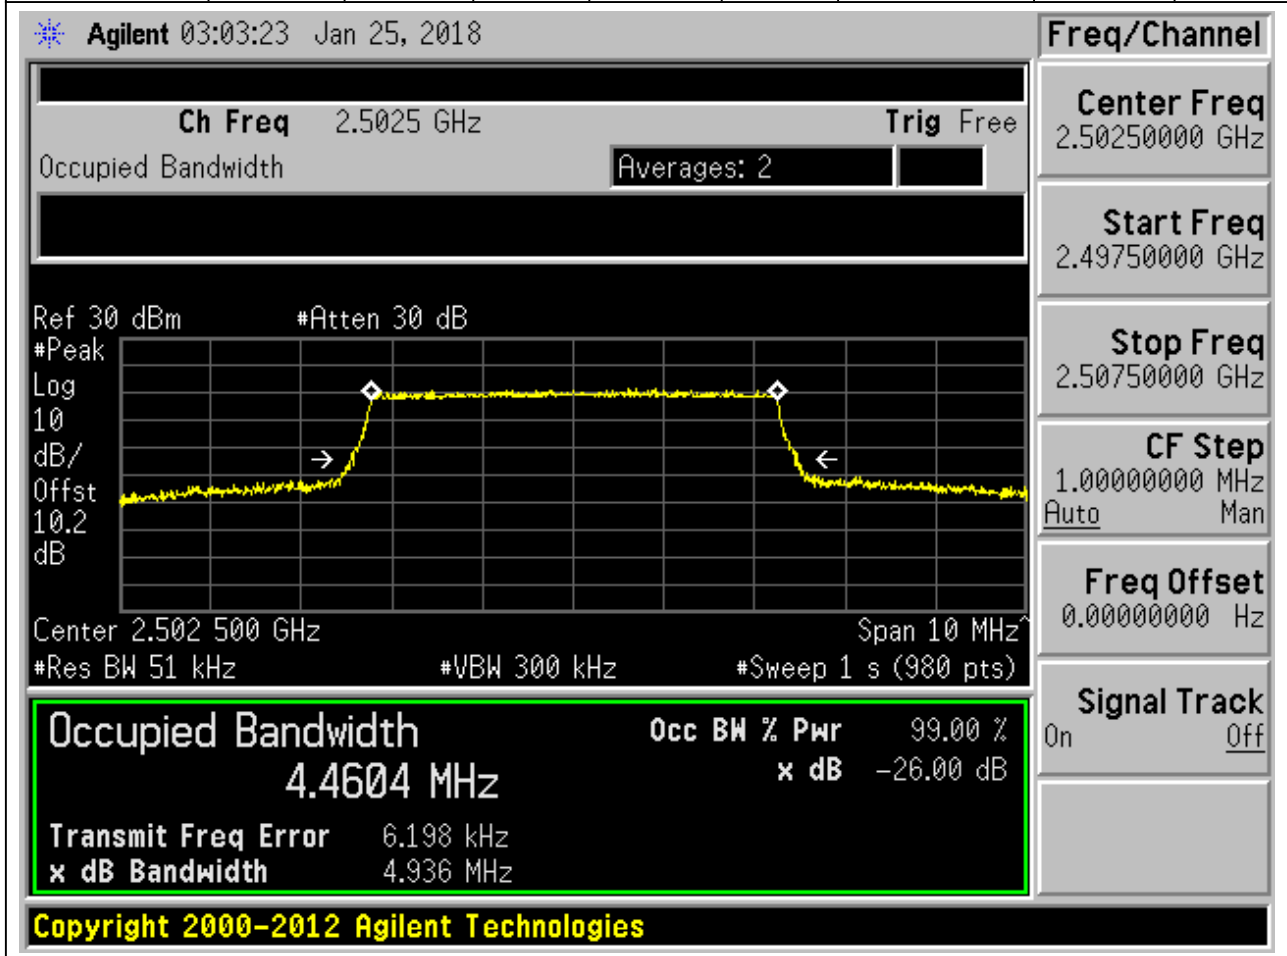 Agilent 03:03:23 Jan 25, 2018
Freq/Channel
Ch Freq 2.5025 GHz Trig Free
Occupied Bandwidth Averages: 2
Center Freq
2.50250000 GHz
Start Freq
2.49750000 GHz
Stop Freq
2.50750000 GHz
CF Step
1.00000000 MHz
Auto Man
Freq Offset
0.00000000 Hz
Signal Track
On Off
Ref 30 dBm #Atten 30 dB
#Peak
Log
10
dB/
Offst
10.2
dB
Center 2.502 500 GHz Span 10 MHz^
#Res BW 51 kHz #VBW 300 kHz #Sweep 1 s (980 pts)
Occupied Bandwidth Occ BW % Pwr 99.00 %
4.4604 MHz x dB -26.00 dB
Transmit Freq Error 6.198 kHz
x dB Bandwidth 4.936 MHz
Copyright 2000-2012 Agilent Technologies